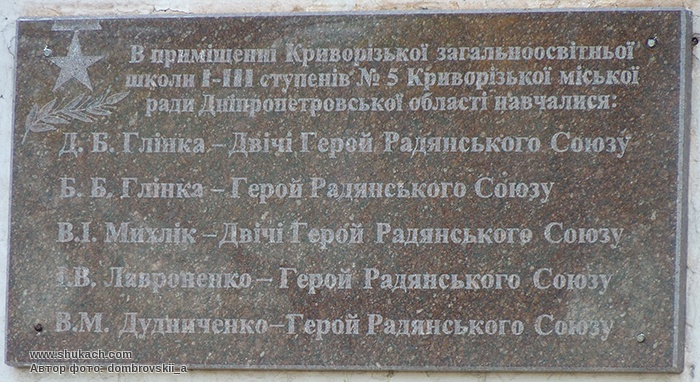 В приміщенні Криворізької загальноосвітньої
школи І-ІІІ ступенів № 5 Криворізької міської
ради Дніпропетровської області навчалися:
Д. Б. Глінка – Двічі Герой Радянського Союзу
Б. Б. Глінка – Герой Радянського Союзу
В.І. Михлік – Двічі Герой Радянського Союзу
І.В. Лавроненко – Герой Радянського Союзу
В.М. Дудниченко – Герой Радянського Союзу
www.shukach.com
Автор фото: dombrovskii_a